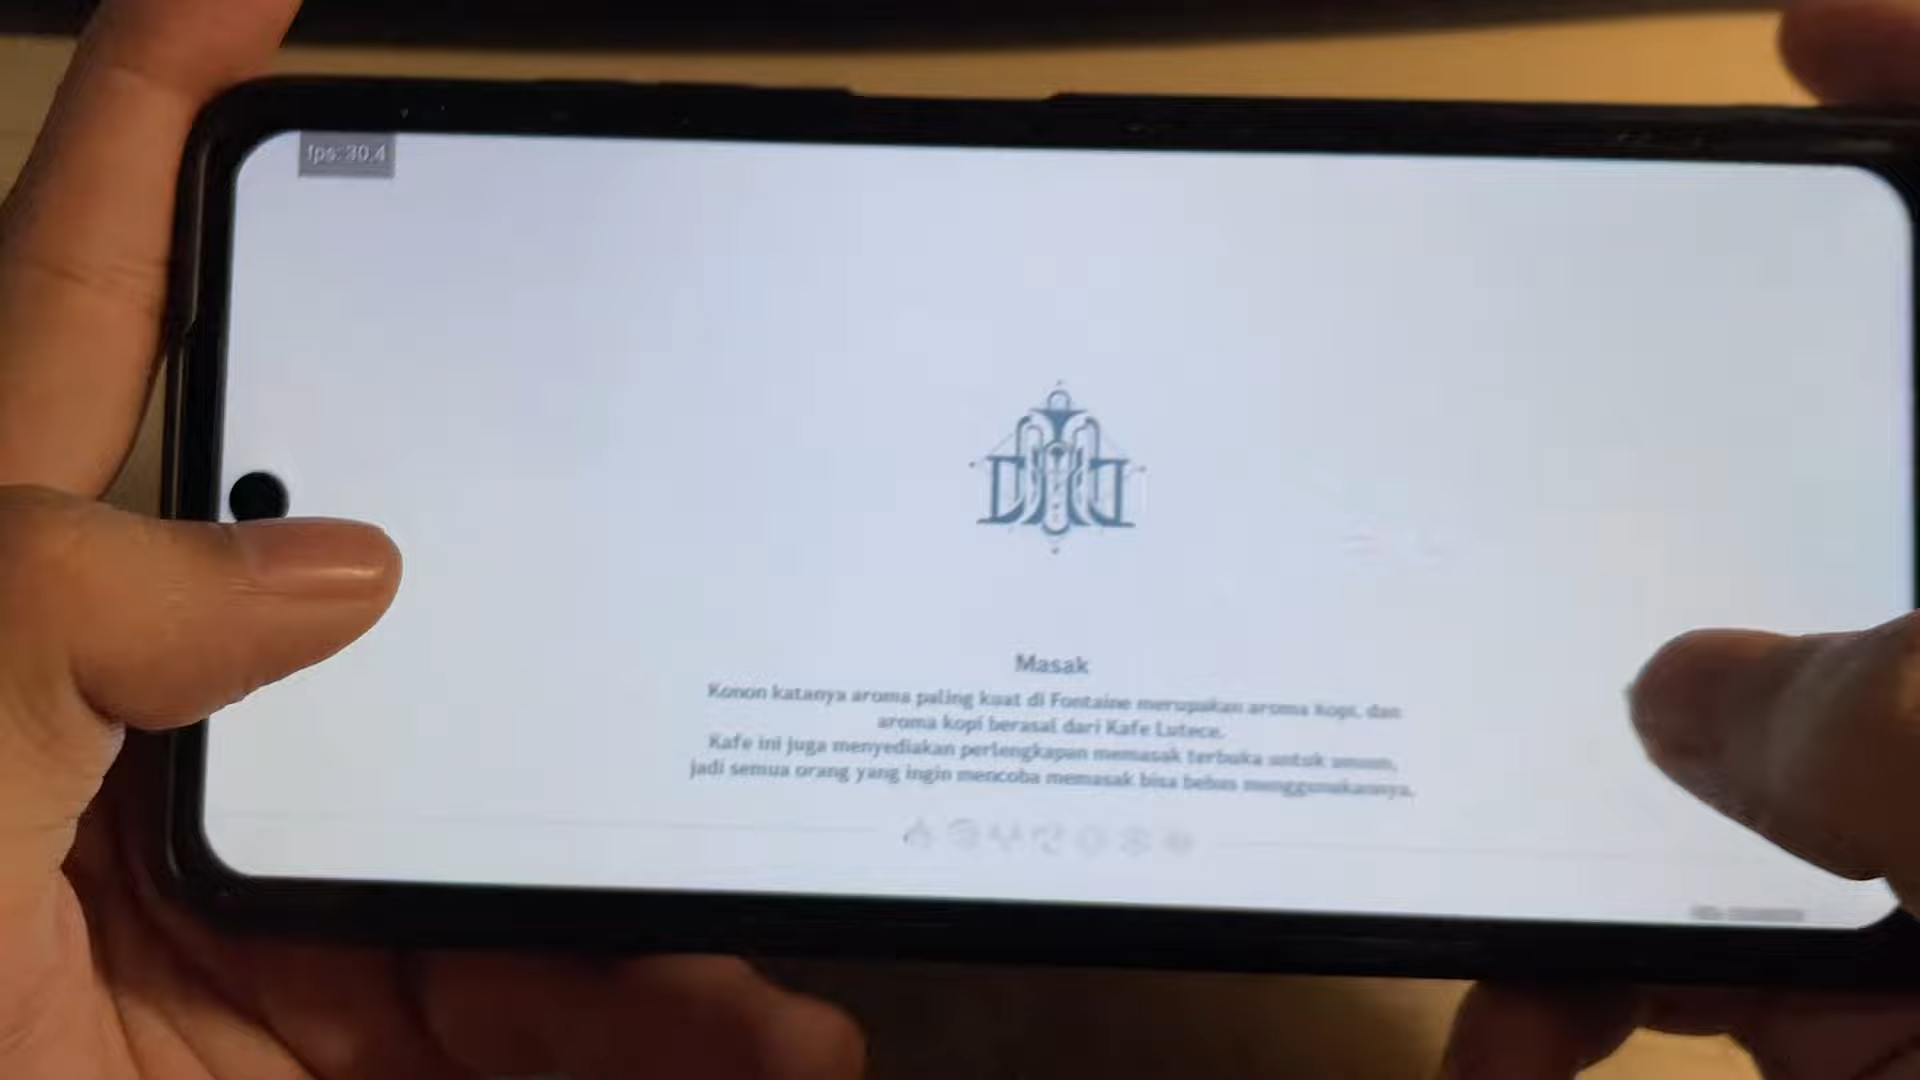 fps: 30.4
Masak
Konon katanya aroma paling kuat di Fontaine merupakan aroma kopi, dan
aroma kopi berasal dari Kafe Lutece.
Kafe ini juga menyediakan perlengkapan memasak terbuka untuk umum,
jadi semua orang yang ingin mencoba memasak bisa bebas menggunakannya.